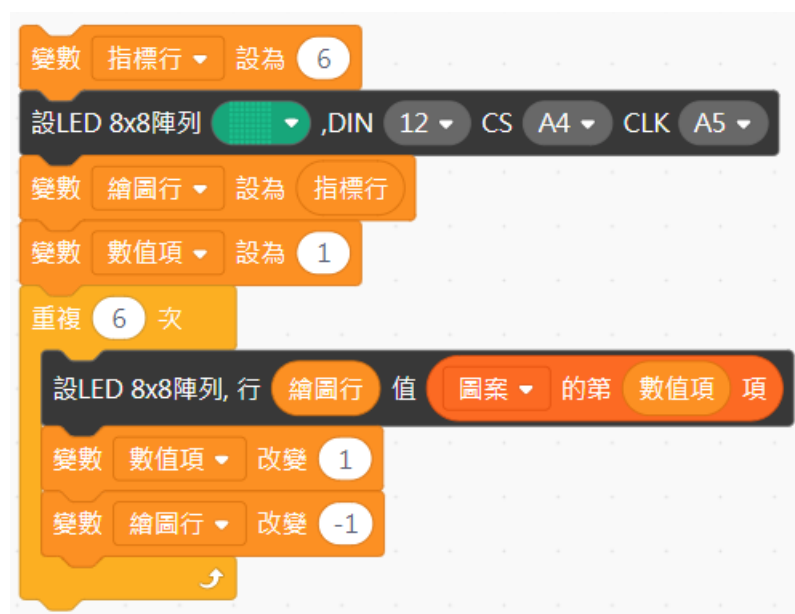 變數 指標行 設為 6
設LED 8x8陣列 ,DIN 12 CS A4 CLK A5
變數 繪圖行 設為 指標行
變數 數值項 設為 1
重複 6 次
設LED 8x8陣列, 行 繪圖行 值 圖案 的第 數值項 項
變數 數值項 改變 1
變數 繪圖行 改變 -1